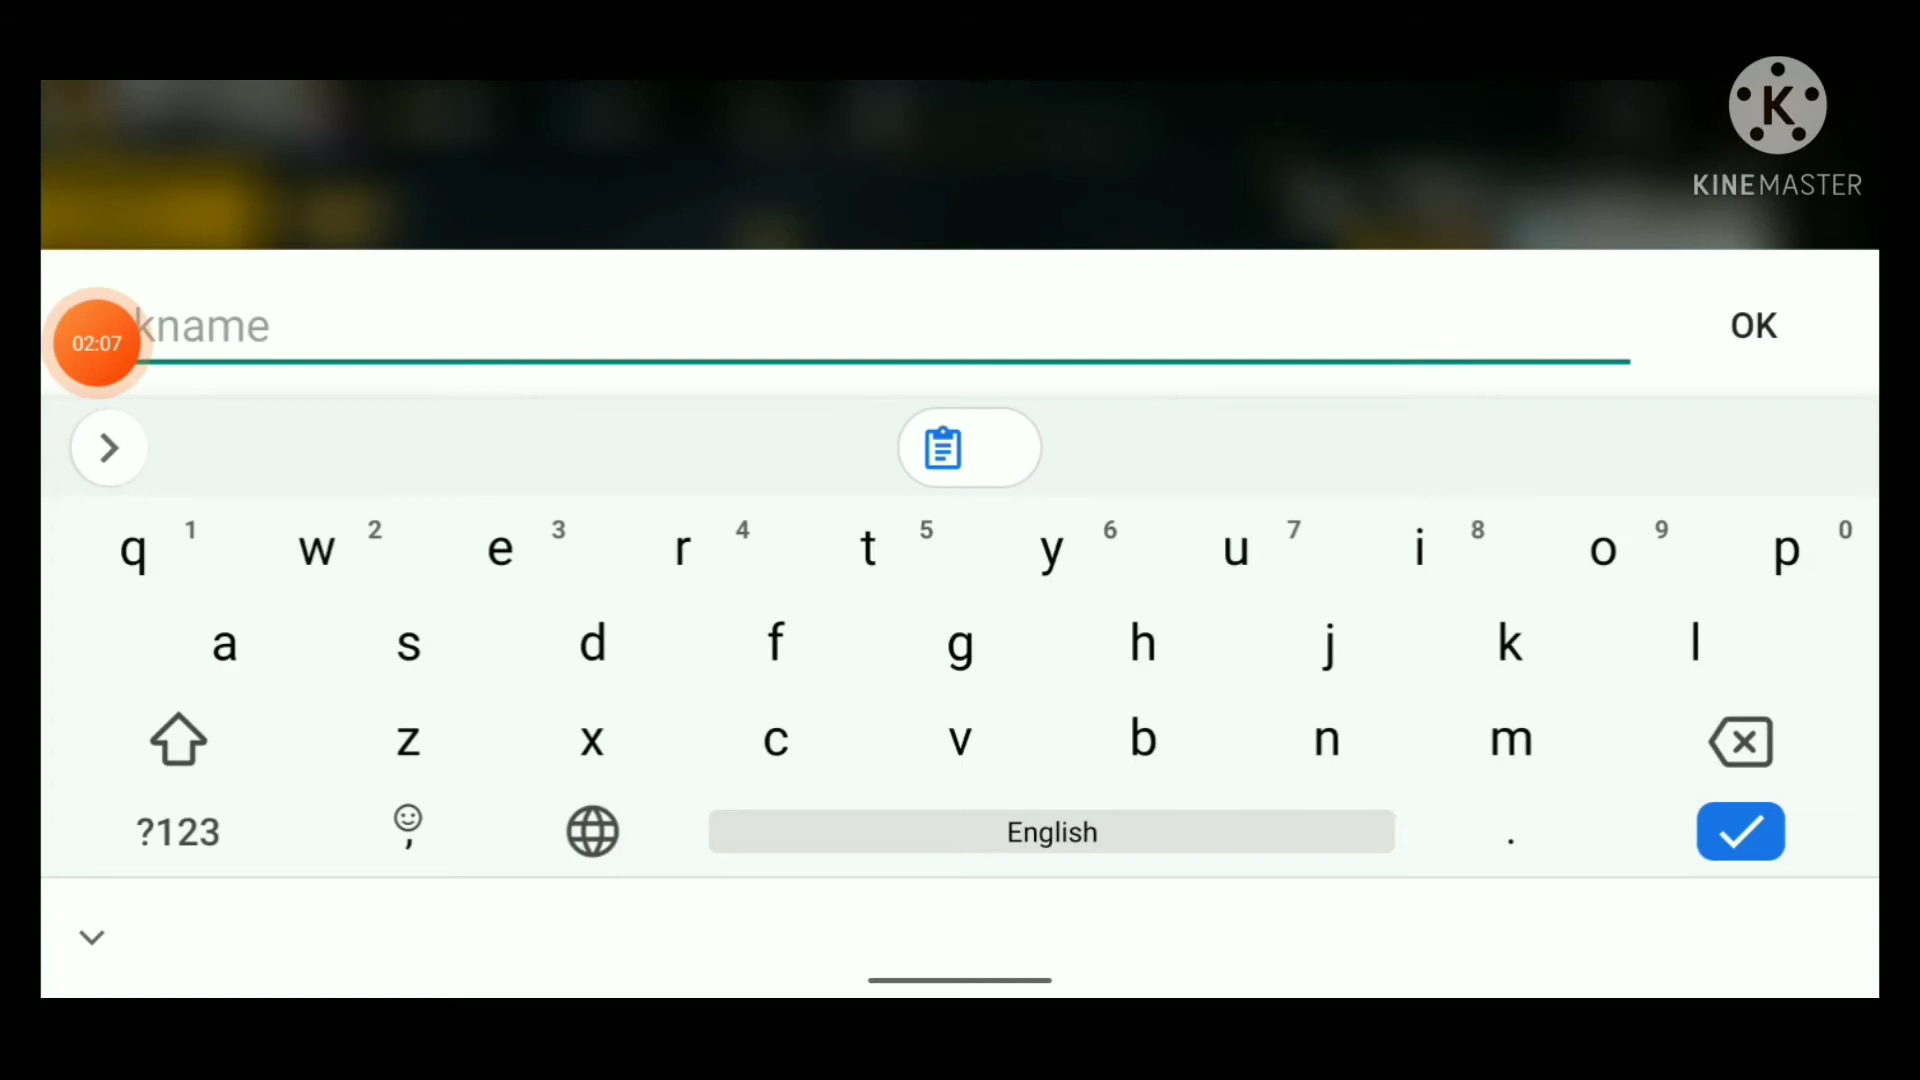 KINEMASTER
kname
OK
02:07
q 1 w 2 e 3 r 4 t 5 y 6 u 7 i 8 o 9 p 0
a s d f g h j k l
z x c v b n m
?123 , English .